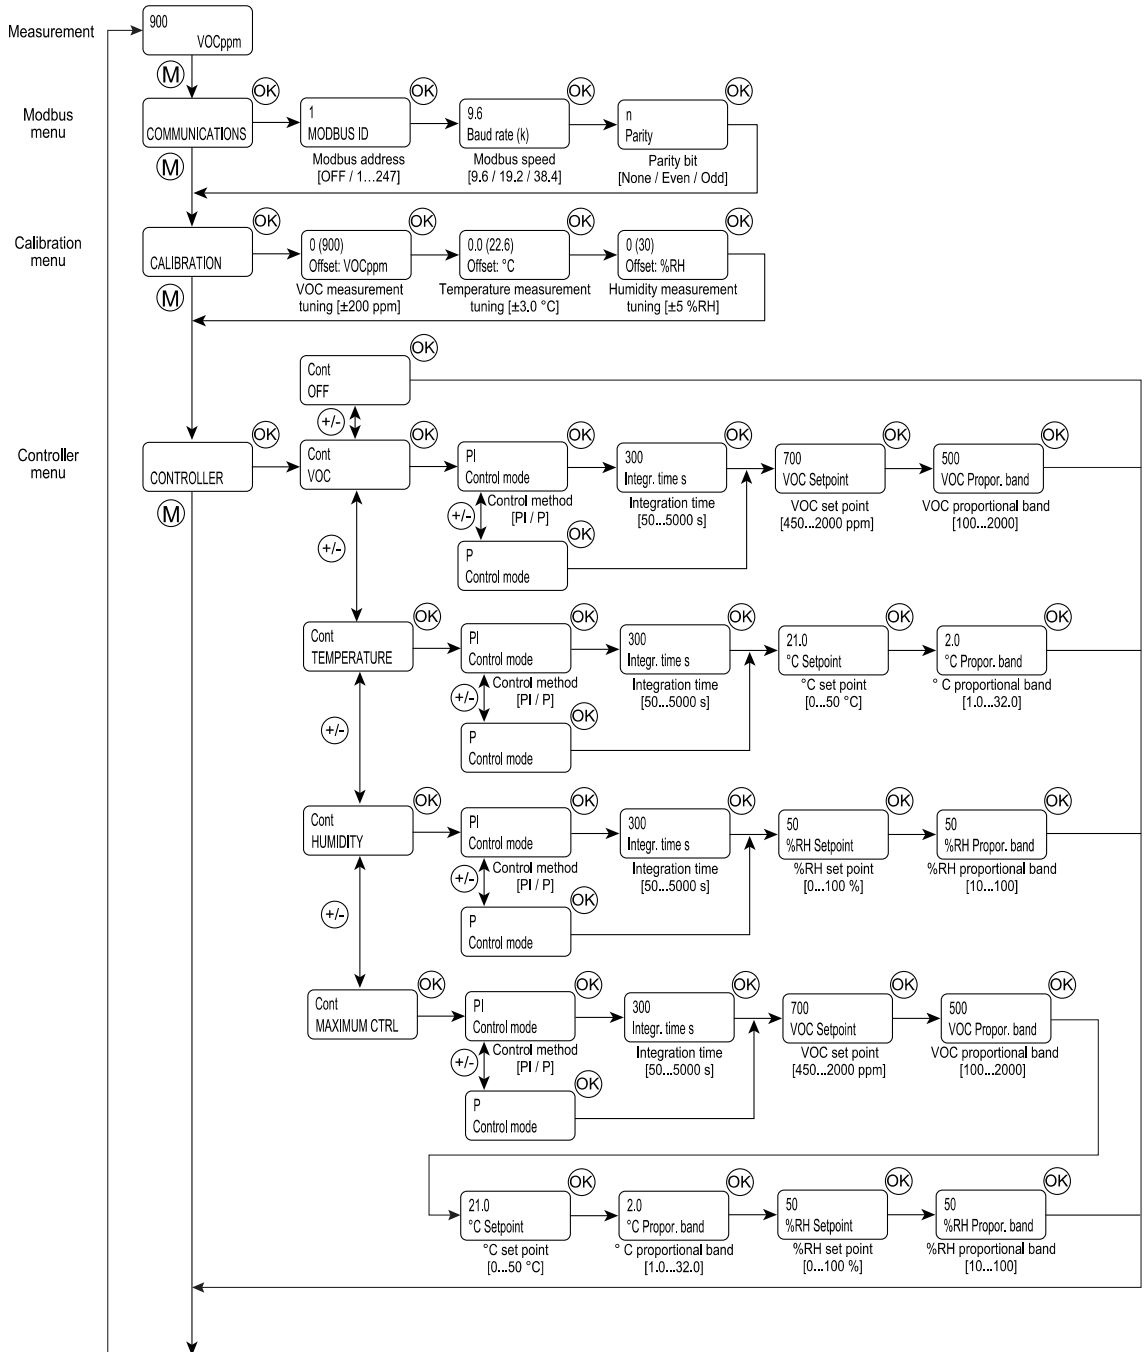 Measurement
900
VOCppm
M
Modbus
menu
COMMUNICATIONS
OK
1
MODBUS ID
OK
9.6
Baud rate (k)
OK
n
Parity
OK
M
Modbus address
[OFF / 1...247]
Modbus speed
[9.6 / 19.2 / 38.4]
Parity bit
[None / Even / Odd]
Calibration
menu
CALIBRATION
OK
0 (900)
Offset: VOCppm
OK
0.0 (22.6)
Offset: °C
OK
0 (30)
Offset: %RH
OK
M
VOC measurement
tuning [±200 ppm]
Temperature measurement
tuning [±3.0 °C]
Humidity measurement
tuning [±5 %RH]
Cont
OFF
OK
+/-
Controller
menu
CONTROLLER
OK
M
Cont
VOC
OK
PI
Control mode
OK
300
Integr. time s
OK
700
VOC Setpoint
OK
500
VOC Propor. band
OK
Control method
[PI / P]
Integration time
[50...5000 s]
VOC set point
[450...2000 ppm]
VOC proportional band
[100...2000]
+/-
P
Control mode
OK
+/-
Cont
TEMPERATURE
OK
PI
Control mode
OK
300
Integr. time s
OK
21.0
°C Setpoint
OK
2.0
°C Propor. band
OK
Control method
[PI / P]
Integration time
[50...5000 s]
°C set point
[0...50 °C]
° C proportional band
[1.0...32.0]
+/-
P
Control mode
OK
+/-
Cont
HUMIDITY
OK
PI
Control mode
OK
300
Integr. time s
OK
50
%RH Setpoint
OK
50
%RH Propor. band
OK
Control method
[PI / P]
Integration time
[50...5000 s]
%RH set point
[0...100 %]
%RH proportional band
[10...100]
+/-
P
Control mode
OK
+/-
Cont
MAXIMUM CTRL
OK
PI
Control mode
OK
300
Integr. time s
OK
700
VOC Setpoint
OK
500
VOC Propor. band
OK
Control method
[PI / P]
Integration time
[50...5000 s]
VOC set point
[450...2000 ppm]
VOC proportional band
[100...2000]
+/-
P
Control mode
OK
21.0
°C Setpoint
OK
2.0
°C Propor. band
OK
50
%RH Setpoint
OK
50
%RH Propor. band
OK
°C set point
[0...50 °C]
° C proportional band
[1.0...32.0]
%RH set point
[0...100 %]
%RH proportional band
[10...100]